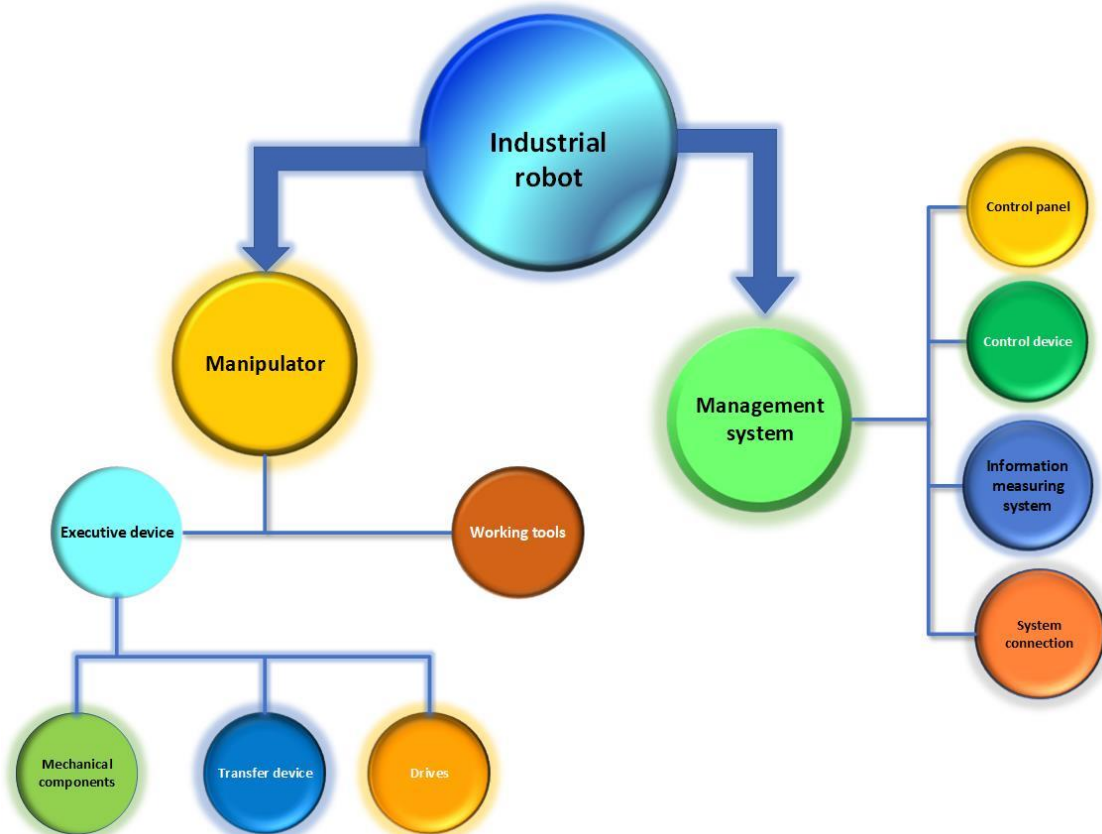 Industrial
robot
Manipulator
Executive device
Working tools
Mechanical
components
Transfer device
Drives
Management
system
Control panel
Control device
Information
measuring
system
System
connection